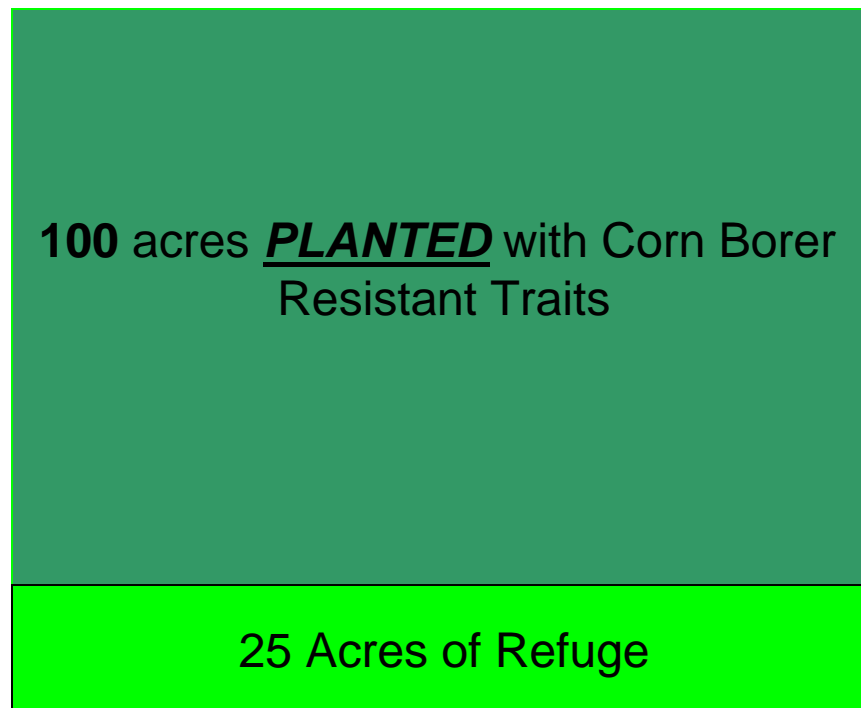 100 acres PLANTED with Corn Borer
Resistant Traits
25 Acres of Refuge